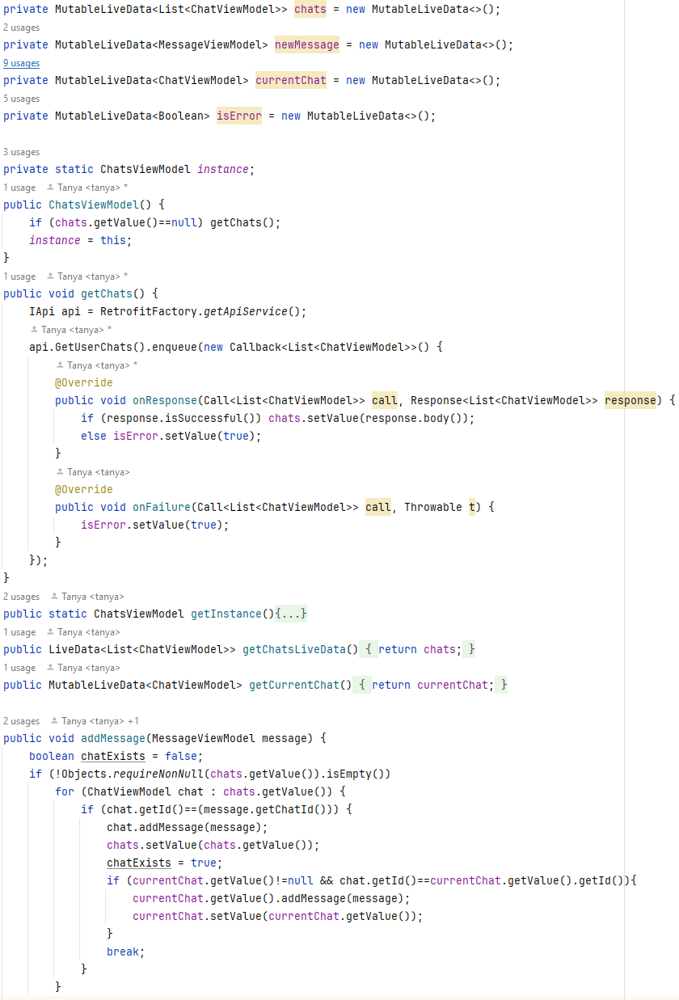 private MutableLiveData<List<ChatViewModel>> chats = new MutableLiveData<>();
2 usages
private MutableLiveData<MessageViewModel> newMessage = new MutableLiveData<>();
9 usages
private MutableLiveData<ChatViewModel> currentChat = new MutableLiveData<>();
5 usages
private MutableLiveData<Boolean> isError = new MutableLiveData<>();
3 usages
private static ChatsViewModel instance;
1 usage Tanya <tanya> *
public ChatsViewModel() {
if (chats.getValue()==null) getChats();
instance = this;
}
1 usage Tanya <tanya> *
public void getChats() {
IApi api = RetrofitFactory.getApiService();
Tanya <tanya> *
api.GetUserChats().enqueue(new Callback<List<ChatViewModel>>() {
Tanya <tanya> *
@Override
public void onResponse(Call<List<ChatViewModel>> call, Response<List<ChatViewModel>> response) {
if (response.isSuccessful()) chats.setValue(response.body());
else isError.setValue(true);
}
Tanya <tanya>
@Override
public void onFailure(Call<List<ChatViewModel>> call, Throwable t) {
isError.setValue(true);
}
});
}
2 usages Tanya <tanya>
public static ChatsViewModel getInstance(){...}
1 usage Tanya <tanya>
public LiveData<List<ChatViewModel>> getChatsLiveData() { return chats; }
1 usage Tanya <tanya>
public MutableLiveData<ChatViewModel> getCurrentChat() { return currentChat; }
2 usages Tanya <tanya> +1
public void addMessage(MessageViewModel message) {
boolean chatExists = false;
if (!Objects.requireNonNull(chats.getValue()).isEmpty())
for (ChatViewModel chat : chats.getValue()) {
if (chat.getId()==(message.getChatId())) {
chat.addMessage(message);
chats.setValue(chats.getValue());
chatExists = true;
if (currentChat.getValue()!=null && chat.getId()==currentChat.getValue().getId()){
currentChat.getValue().addMessage(message);
currentChat.setValue(currentChat.getValue());
}
break;
}
}